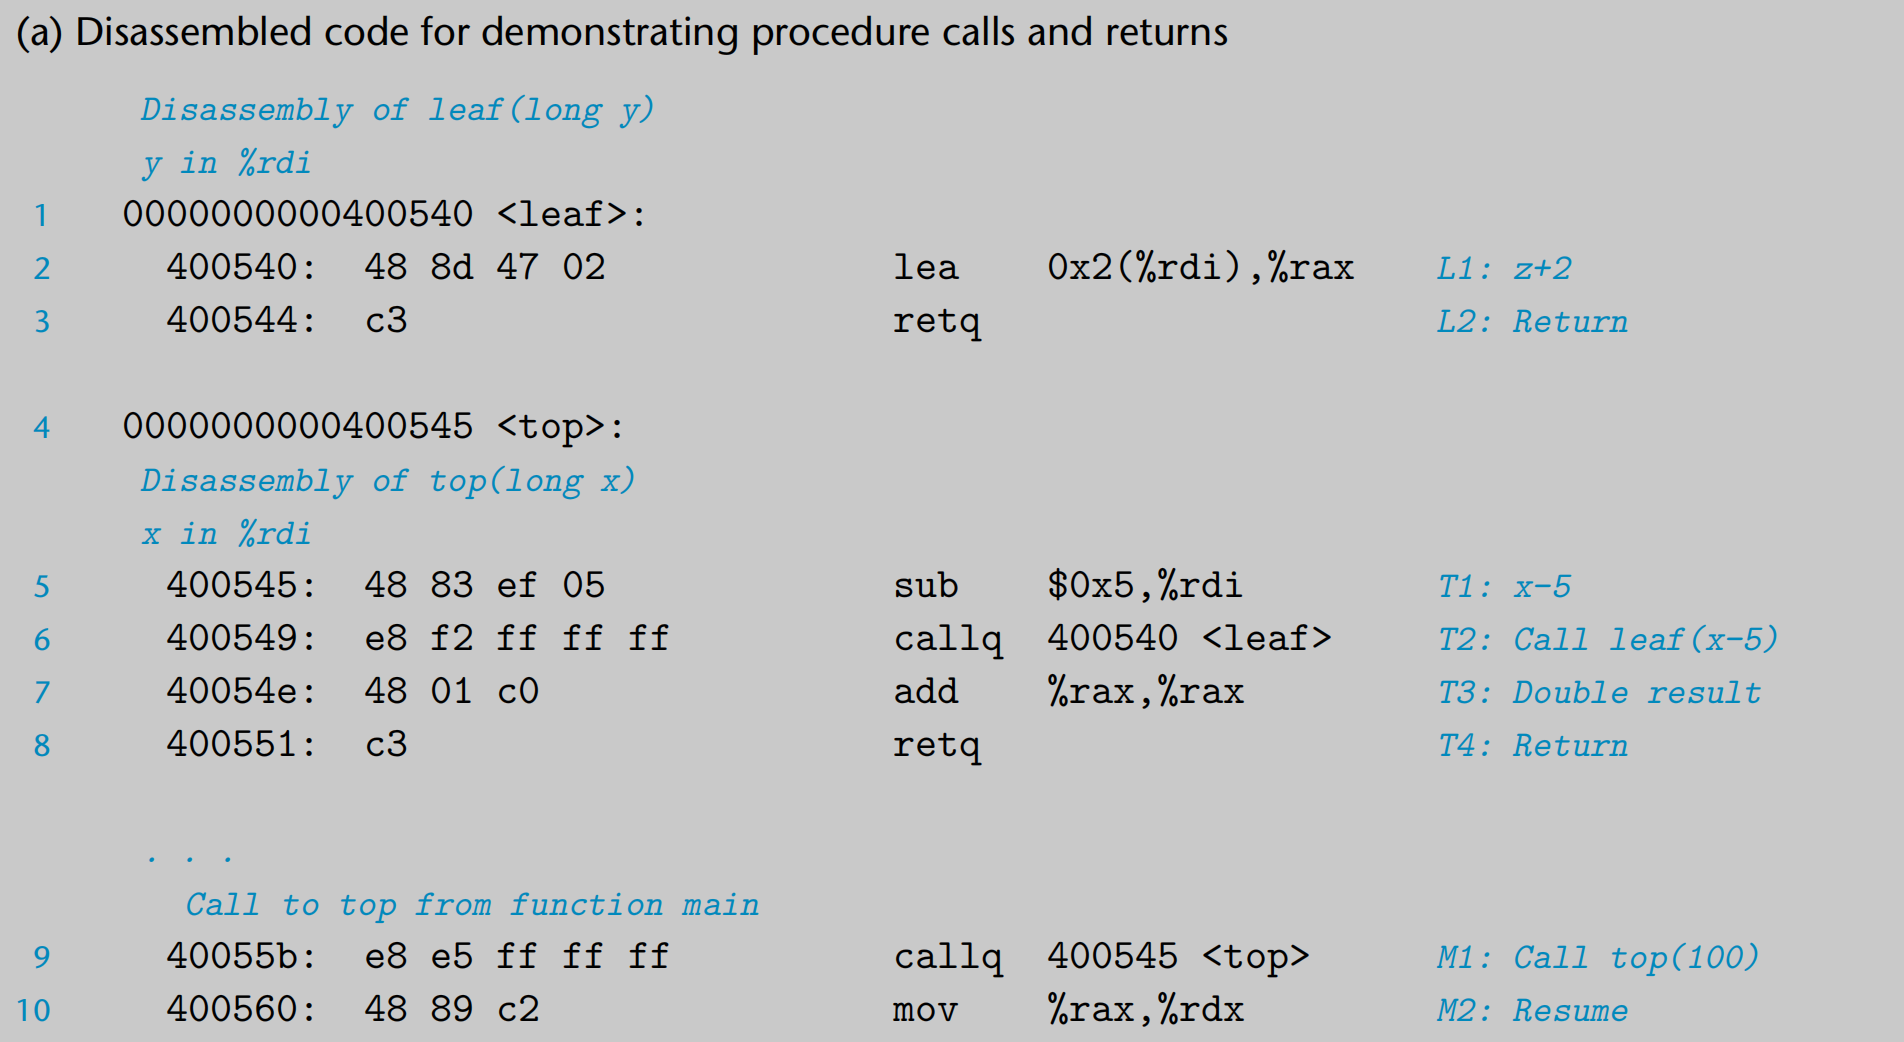 (a) Disassembled code for demonstrating procedure calls and returns
Disassembly of leaf(long y)
y in %rdi
1 0000000000400540 <leaf>:
2 400540: 48 8d 47 02 lea 0x2(%rdi),%rax L1: z+2
3 400544: c3 retq L2: Return
4 0000000000400545 <top>:
Disassembly of top(long x)
x in %rdi
5 400545: 48 83 ef 05 sub $0x5,%rdi T1: x-5
6 400549: e8 f2 ff ff ff callq 400540 <leaf> T2: Call leaf(x-5)
7 40054e: 48 01 c0 add %rax,%rax T3: Double result
8 400551: c3 retq T4: Return
. . .
Call to top from function main
9 40055b: e8 e5 ff ff ff callq 400545 <top> M1: Call top(100)
10 400560: 48 89 c2 mov %rax,%rdx M2: Resume